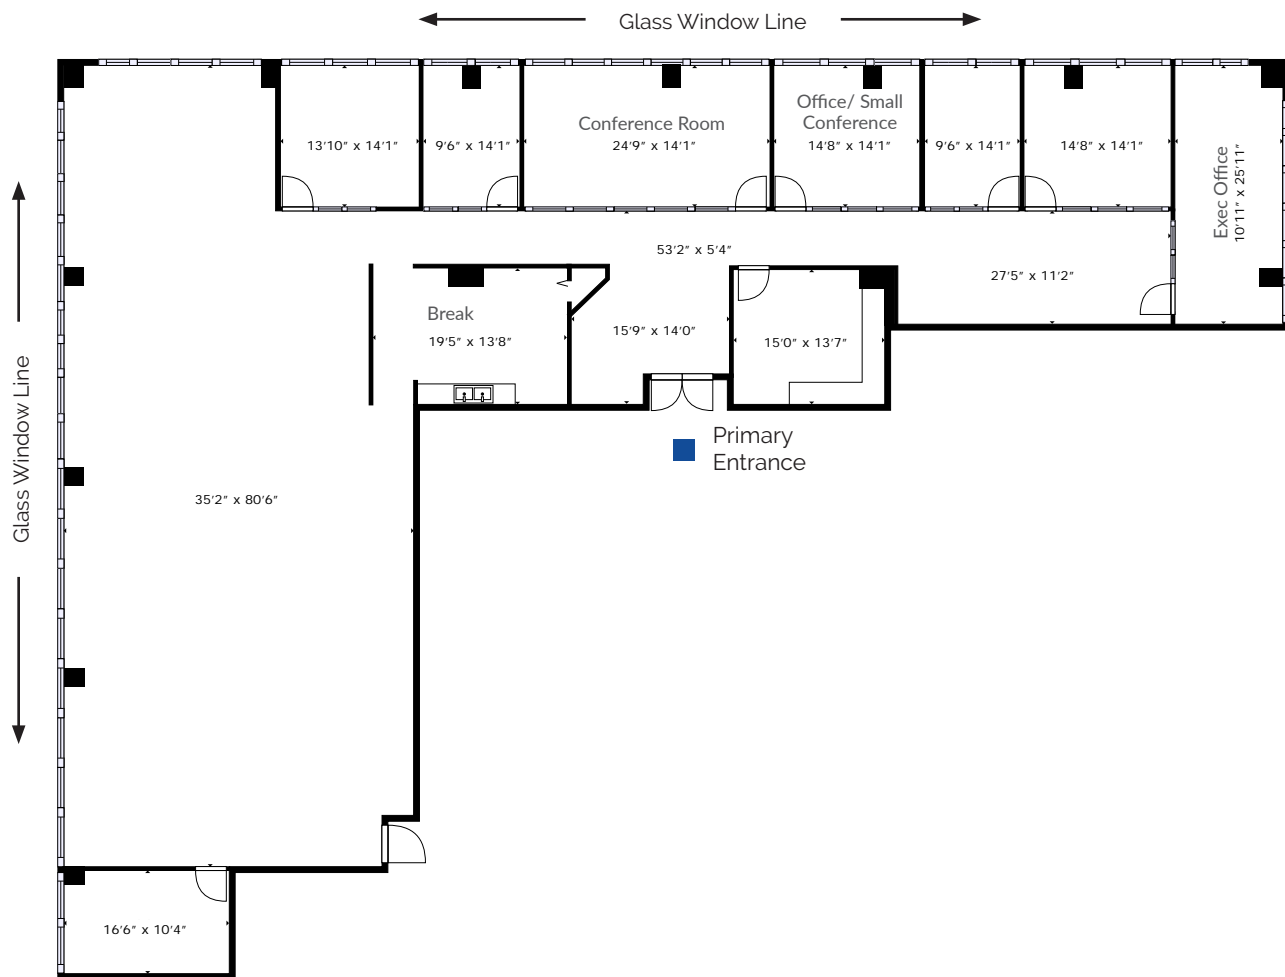 Glass Window Line
13’10” x 14’1”
9’6” x 14’1”
Conference Room
24’9” x 14’1”
Office/ Small
Conference
14’8” x 14’1”
9’6” x 14’1”
14’8” x 14’1”
Exec Office
10’11” x 25’11”
53’2” x 5’4”
27’5” x 11’2”
Break
19’5” x 13’8”
15’9” x 14’0”
15’0” x 13’7”
Primary
Entrance
Glass Window Line
35’2” x 80’6”
16’6” x 10’4”